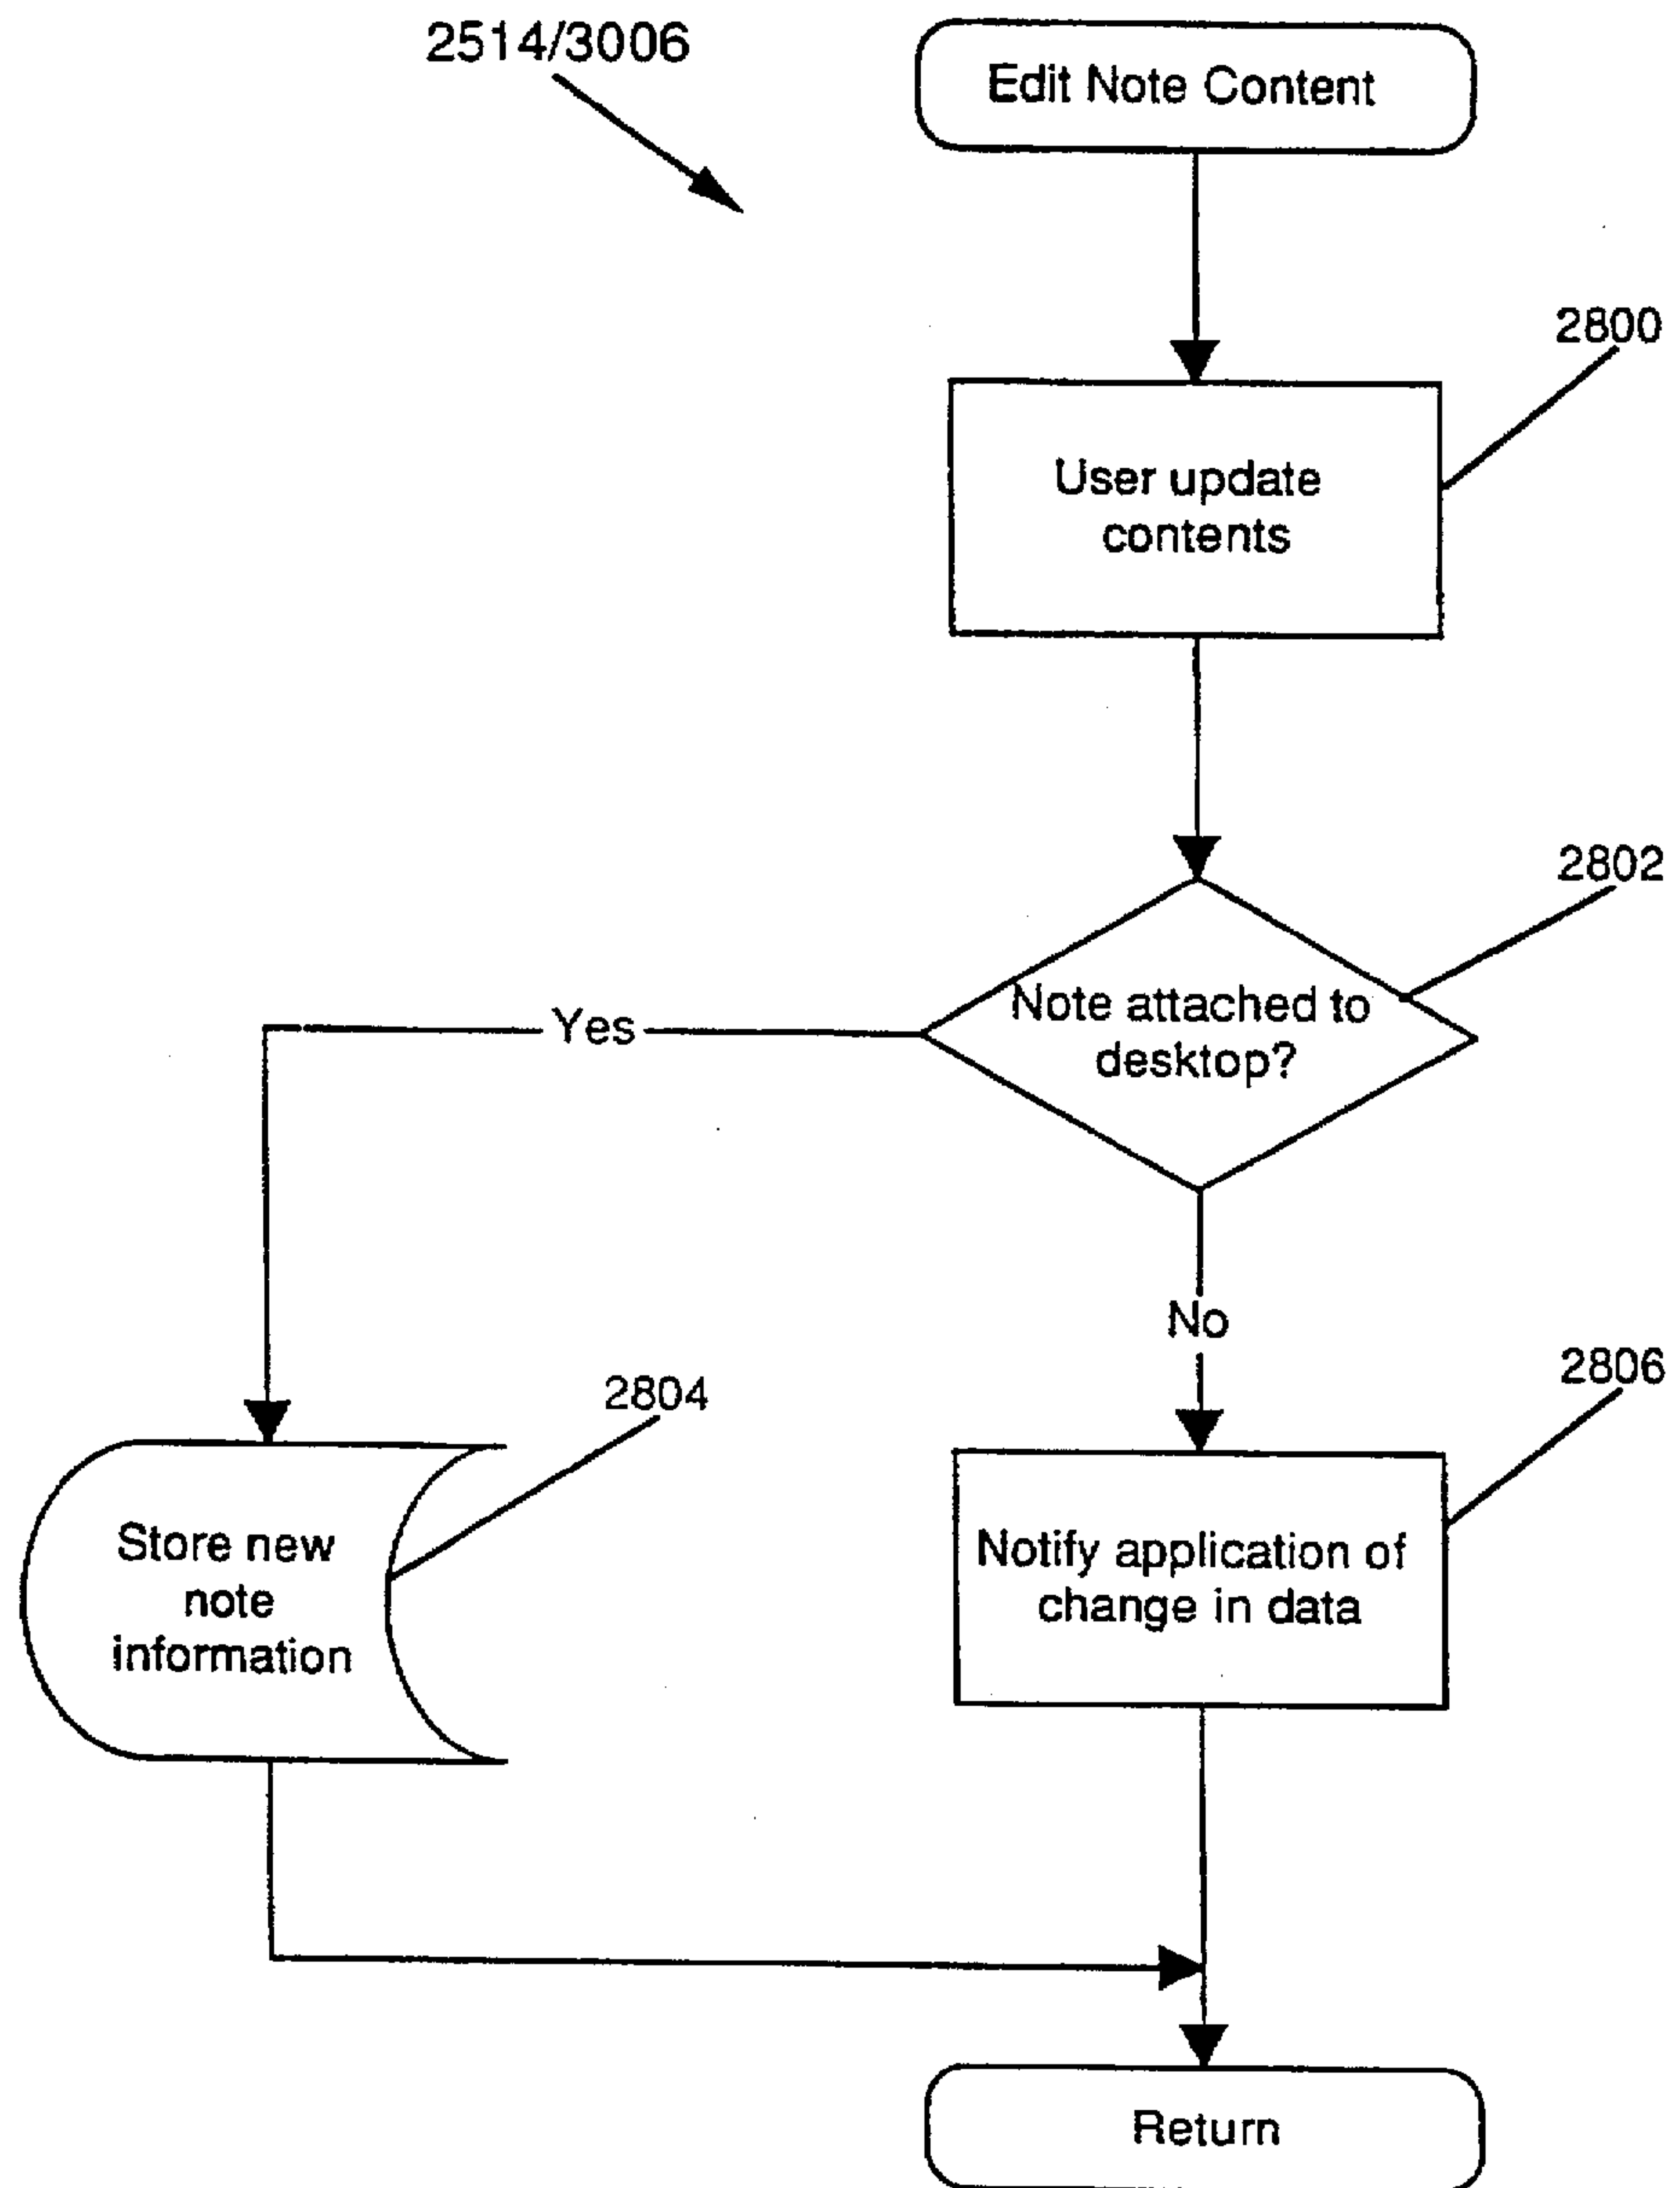 2514/3006
Edit Note Content
2800
User update
contents
2802
Note attached to
desktop?
Yes
No
2804
2806
Store new
note
information
Notify application of
change in data
Return